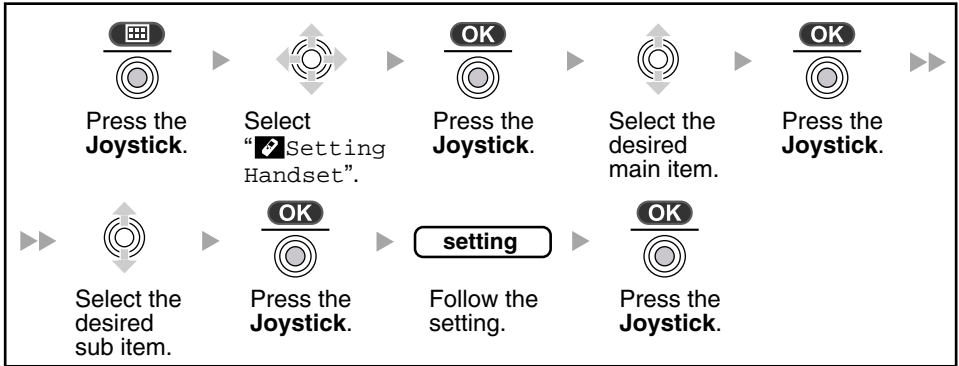 OK OK OK
Press the Select Press the Select the Press the
Joystick. “Setting Joystick. desired Joystick.
Handset”. main item.
OK setting OK
Select the Press the Follow the Press the
desired Joystick. setting. Joystick.
sub item.